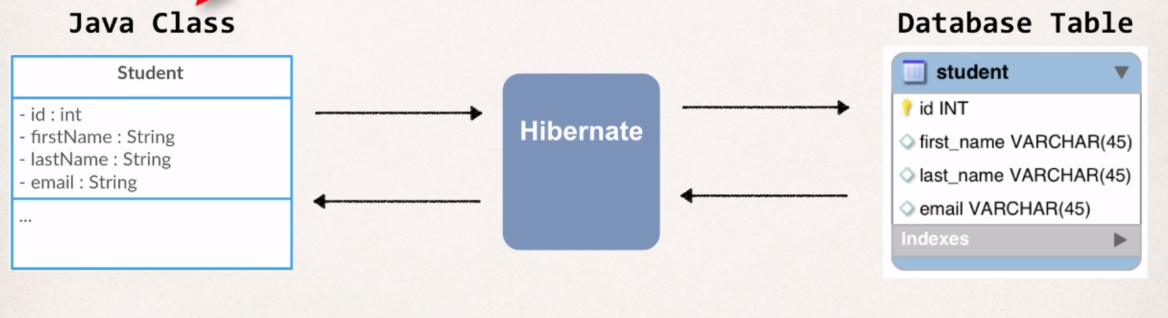 Java Class
Student
- id : int
- firstName : String
- lastName : String
- email : String
...
Hibernate
Database Table
student
id INT
first_name VARCHAR(45)
last_name VARCHAR(45)
email VARCHAR(45)
Indexes